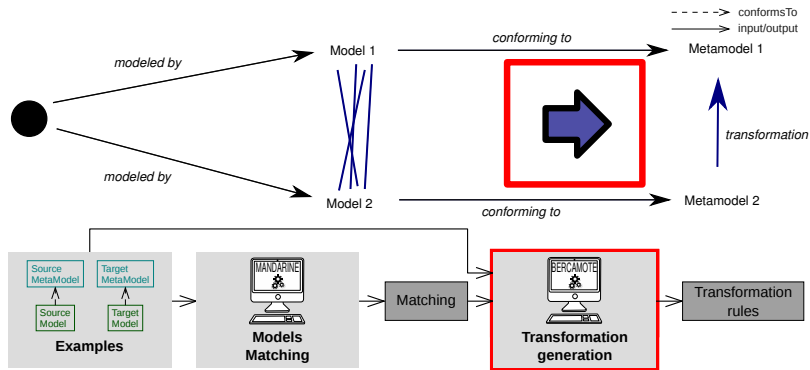 conformsTo
input/output
Model 1
conforming to
Metamodel 1
modeled by
transformation
modeled by
Model 2
conforming to
Metamodel 2
Source
MetaModel
Target
MetaModel
Source
Model
Target
Model
Examples
MANDARINE
Models
Matching
Matching
BERCAMOTE
Transformation
generation
Transformation
rules